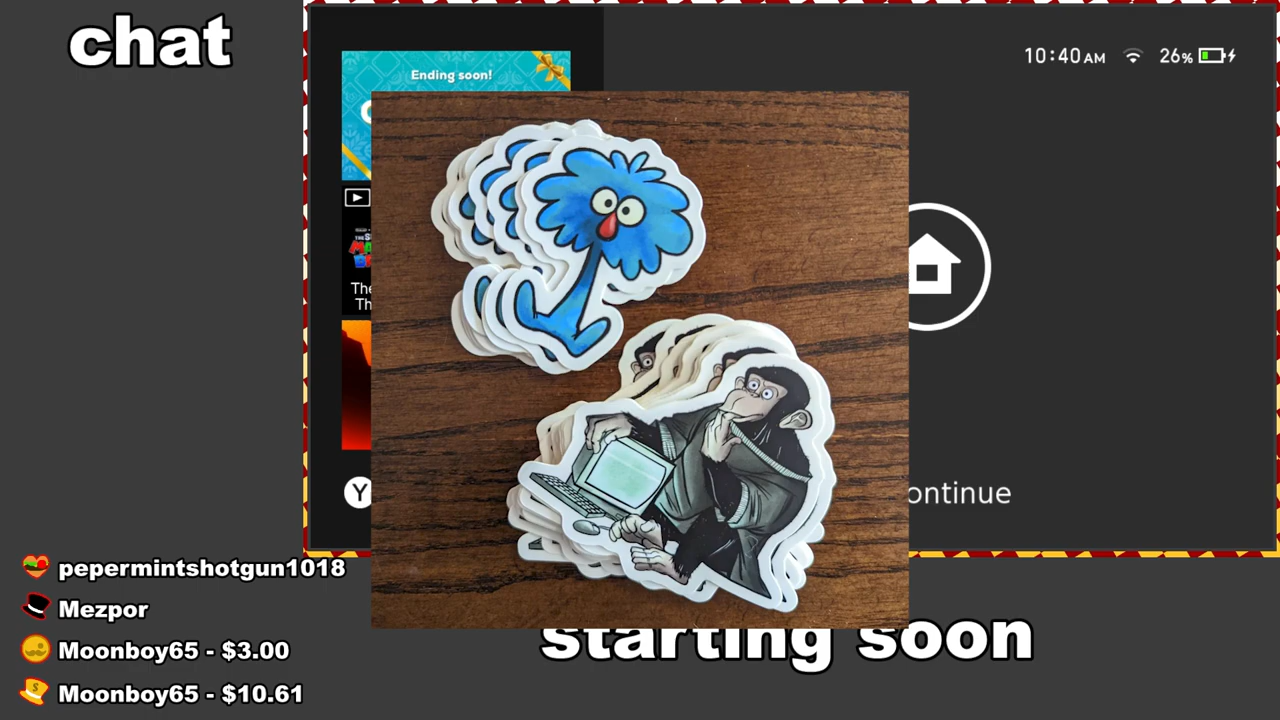 chat
Ending soon!
10:40 AM
26%
The
Th
Y
ontinue
pepermintshotgun1018
Mezpor
Moonboy65 - $3.00
Moonboy65 - $10.61
starting soon